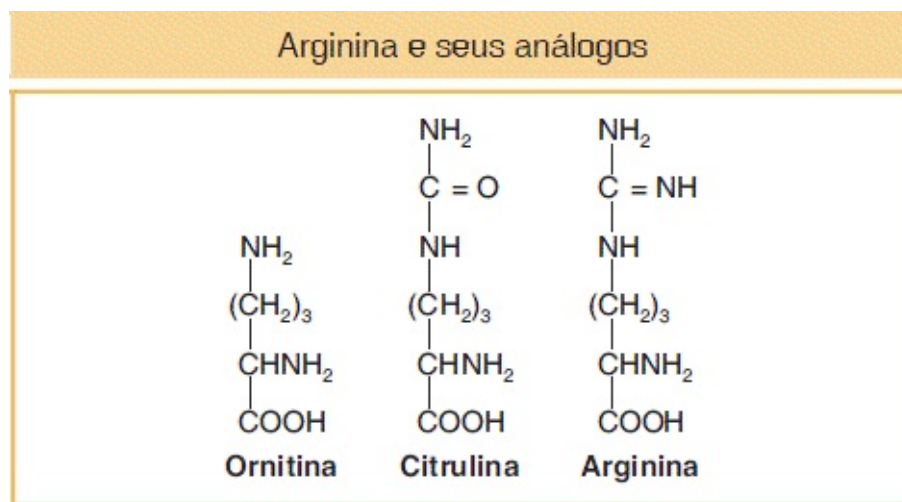 Arginina e seus análogos
NH₂ NH₂
C = O C = NH
NH₂ NH NH
(CH₂)₃ (CH₂)₃ (CH₂)₃
CHNH₂ CHNH₂ CHNH₂
COOH COOH COOH
Ornitina Citrulina Arginina